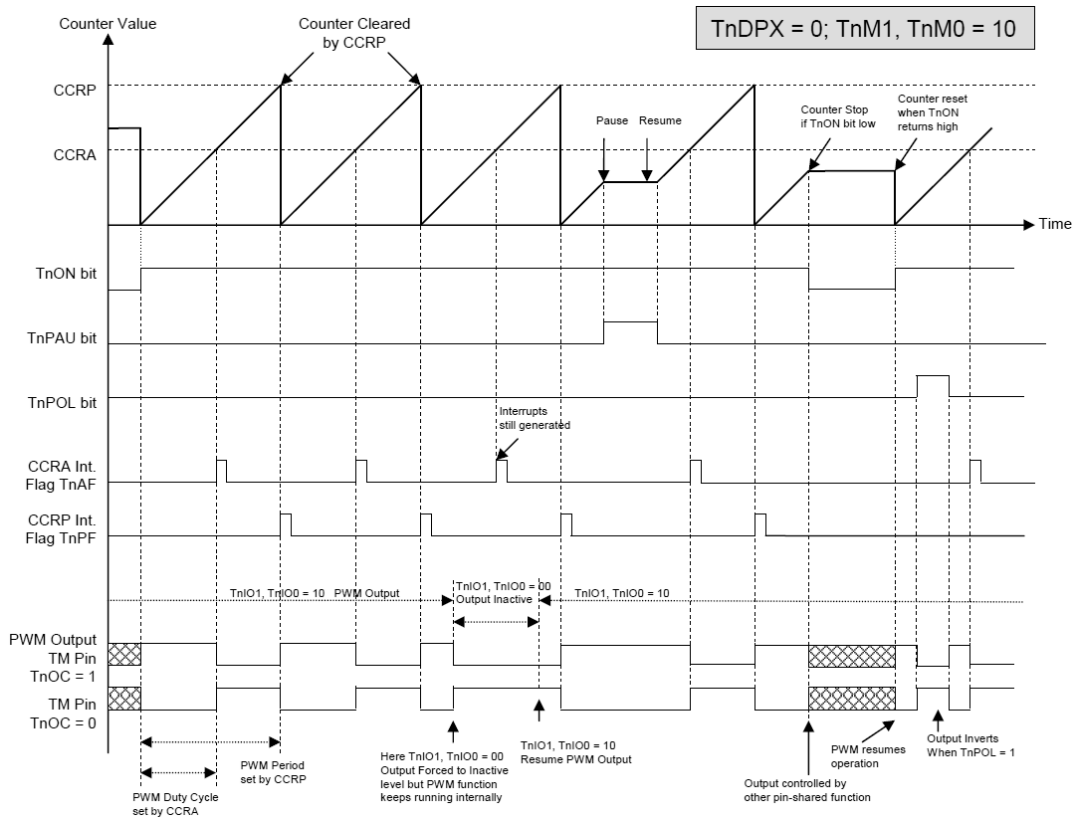 TnDPX = 0; TnM1, TnM0 = 10
Counter Value
Counter Cleared
by CCRP
CCRP
CCRA
Pause
Resume
Counter Stop
if TnON bit low
Counter reset
when TnON
returns high
Time
TnON bit
TnPAU bit
TnPOL bit
Interrupts
still generated
CCRA Int.
Flag TnAF
CCRP Int.
Flag TnPF
TnIO1, TnIO0 = 10 PWM Output
TnIO1, TnIO0 = 00
Output Inactive
TnIO1, TnIO0 = 10
PWM Output
TM Pin
TnOC = 1
TM Pin
TnOC = 0
PWM Period
set by CCRP
PWM Duty Cycle
set by CCRA
Here TnIO1, TnIO0 = 00
Output Forced to Inactive
level but PWM function
keeps running internally
TnIO1, TnIO0 = 10
Resume PWM Output
Output controlled by
other pin-shared function
PWM resumes
operation
Output Inverts
When TnPOL = 1